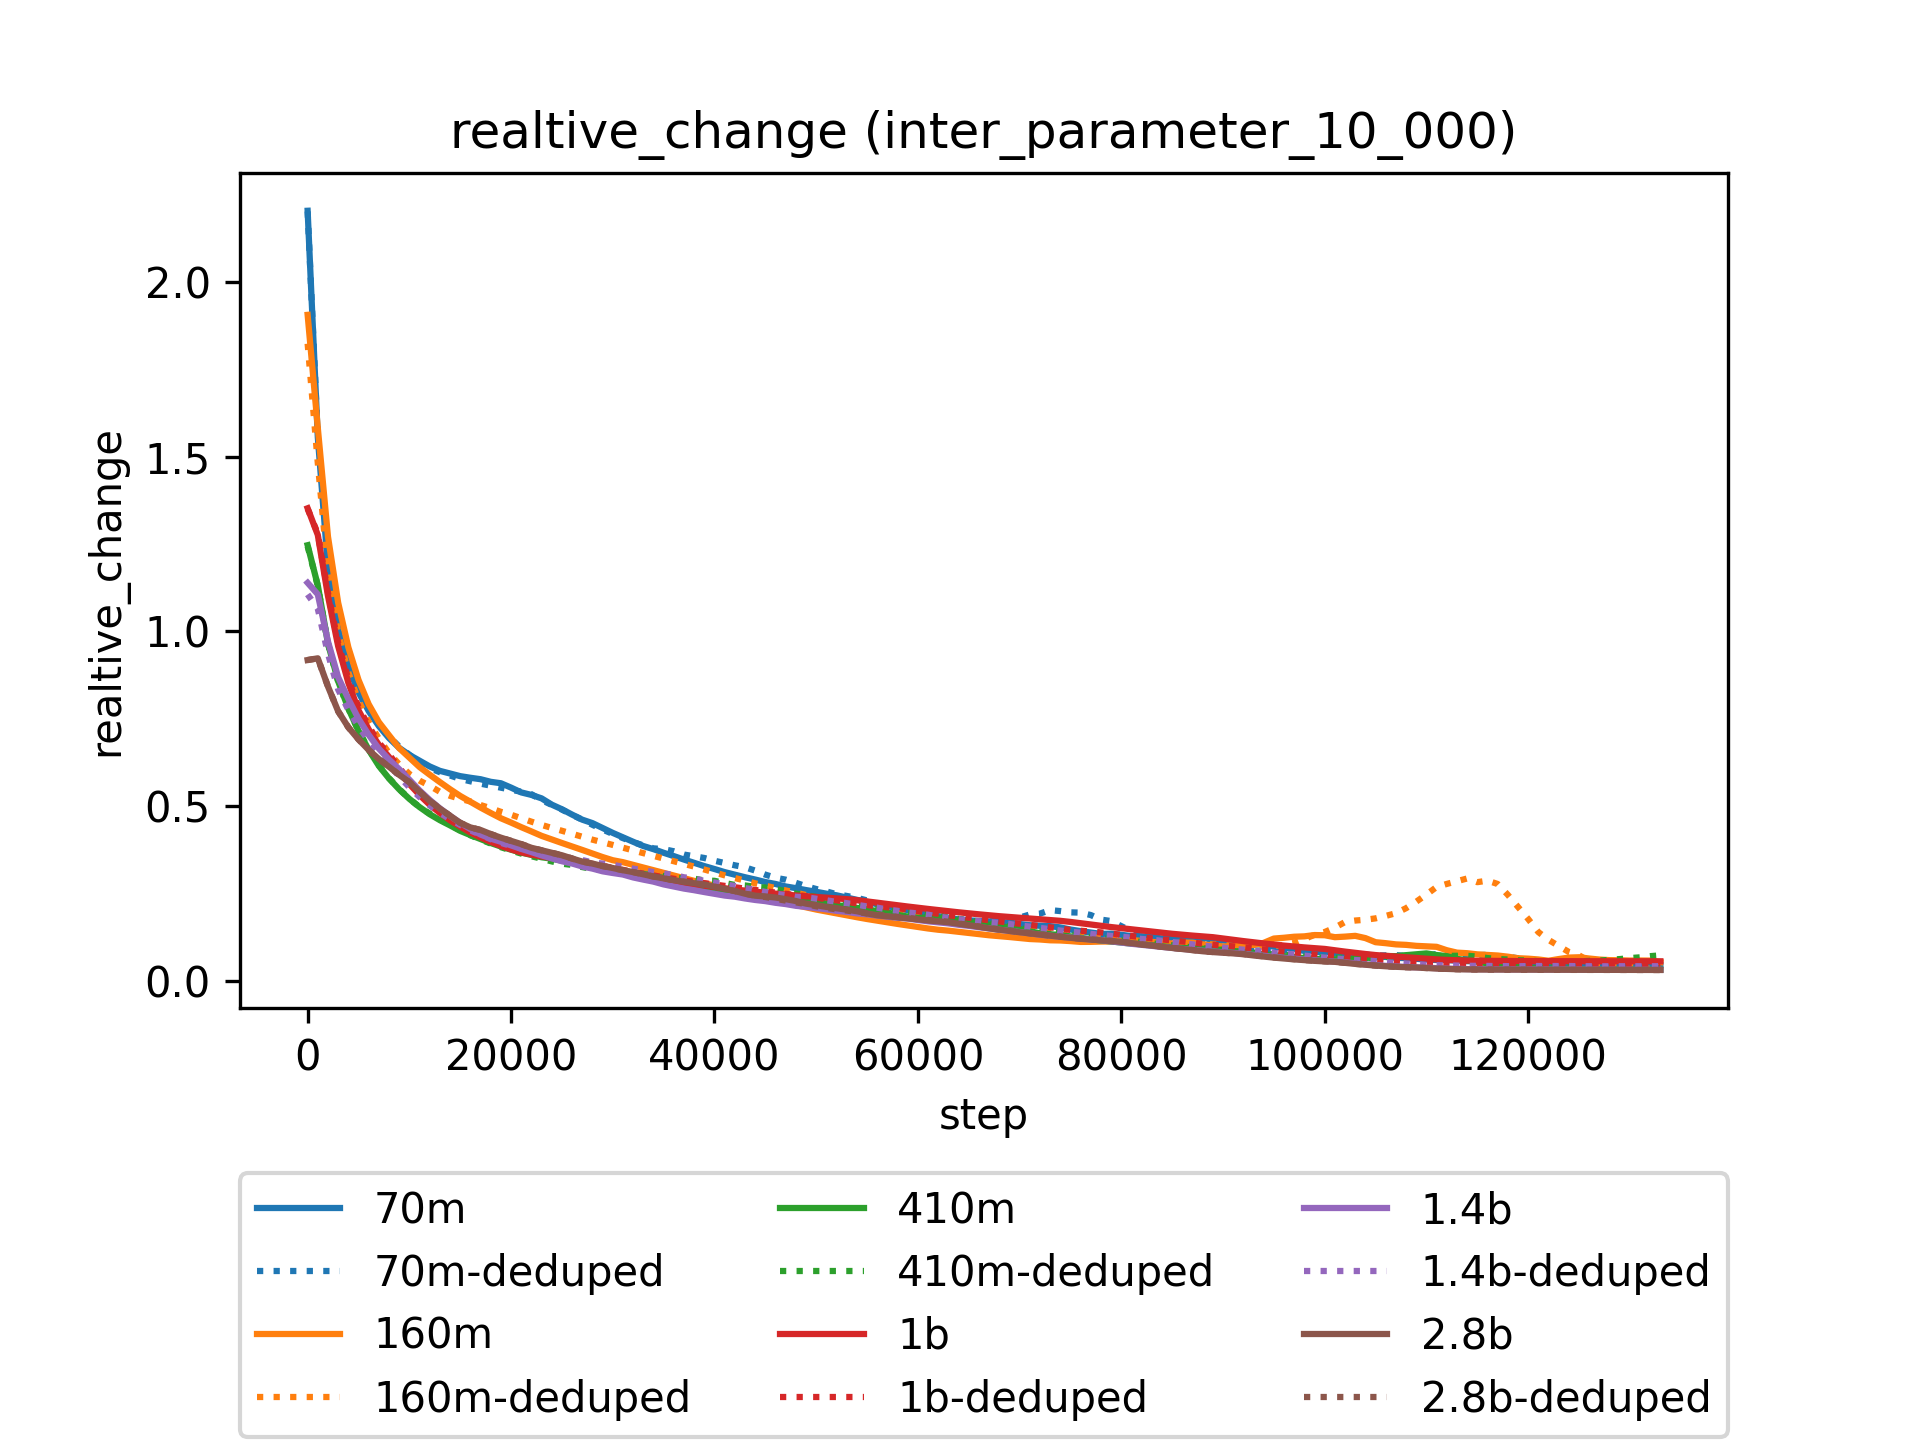 realtive_change (inter_parameter_10_000)
realtive_change
2.0
1.5
1.0
0.5
0.0
0 20000 40000 60000 80000 100000 120000
step
70m 410m 1.4b
70m-deduped 410m-deduped 1.4b-deduped
160m 1b 2.8b
160m-deduped 1b-deduped 2.8b-deduped